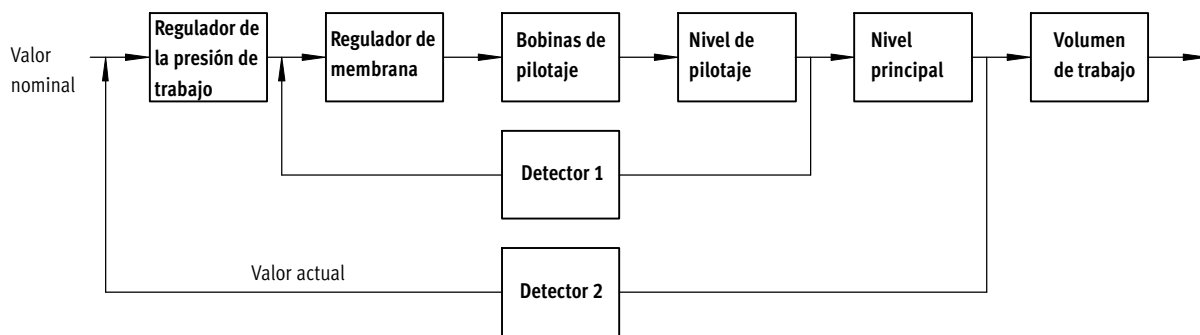 Valor
nominal
Regulador de
la presión de
trabajo
Regulador de
membrana
Bobinas de
pilotaje
Nivel de
pilotaje
Nivel
principal
Volumen
de trabajo
Detector 1
Valor actual
Detector 2